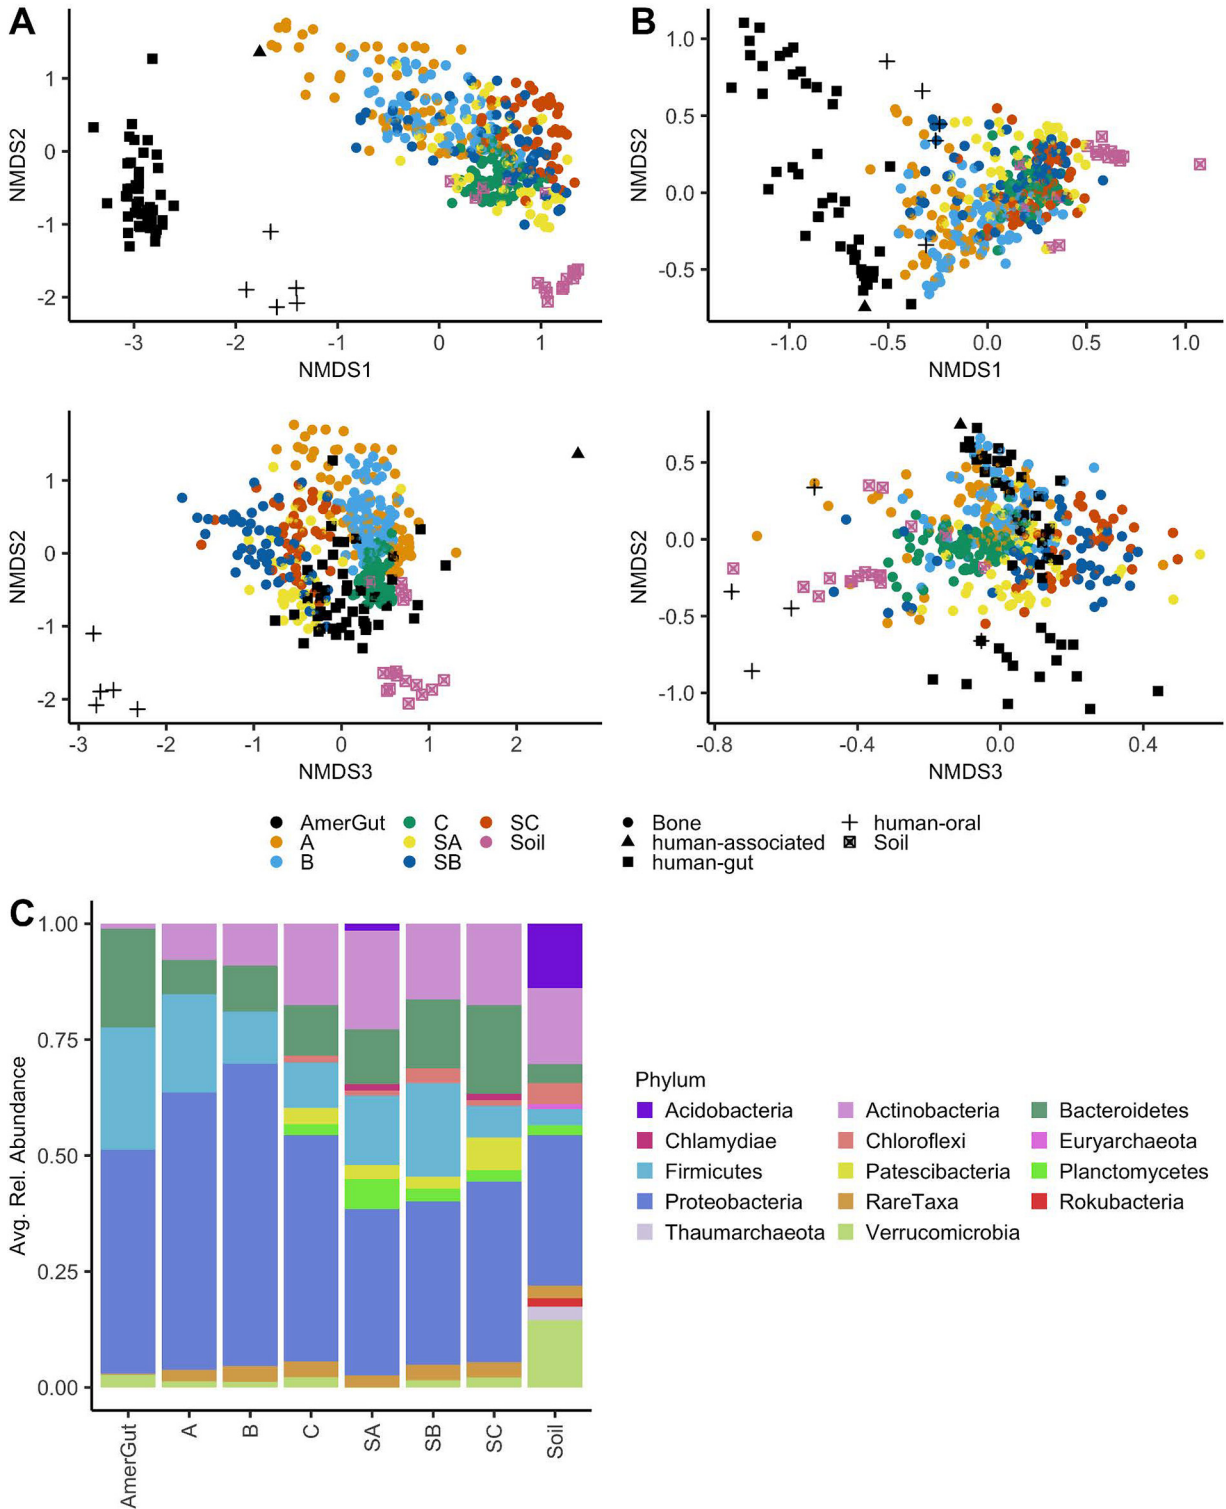 A
B
NMDS2
1
0
-1
-2
-3
-2
-1
0
1
NMDS1
NMDS2
1.0
0.5
0.0
-0.5
-1.0
-0.5
0.0
0.5
1.0
NMDS1
NMDS2
1
0
-1
-2
-3
-2
-1
0
1
2
NMDS3
NMDS2
0.5
0.0
-0.5
-1.0
-0.8
-0.4
0.0
0.4
NMDS3
AmerGut
A
B
C
SA
SB
SC
Soil
Bone
human-associated
human-gut
human-oral
Soil
C
Avg. Rel. Abundance
1.00
0.75
0.50
0.25
0.00
AmerGut
A
B
C
SA
SB
SC
Soil
Phylum
Acidobacteria
Actinobacteria
Bacteroidetes
Chlamydiae
Chloroflexi
Euryarchaeota
Firmicutes
Patescibacteria
Planctomycetes
Proteobacteria
RareTaxa
Rokubacteria
Thaumarchaeota
Verrucomicrobia